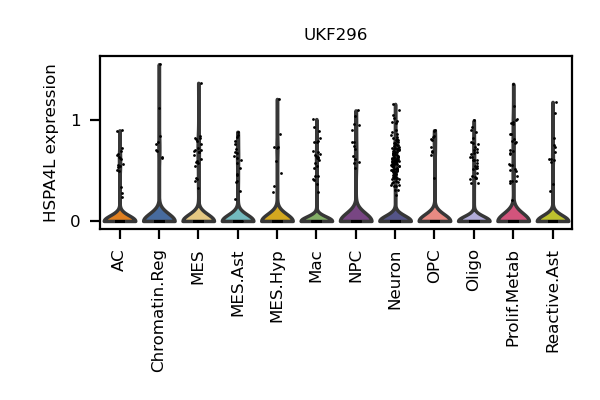 UKF296
HSPA4L expression
1
0
AC
Chromatin.Reg
MES
MES.Ast
MES.Hyp
Mac
NPC
Neuron
OPC
Oligo
Prolif.Metab
Reactive.Ast